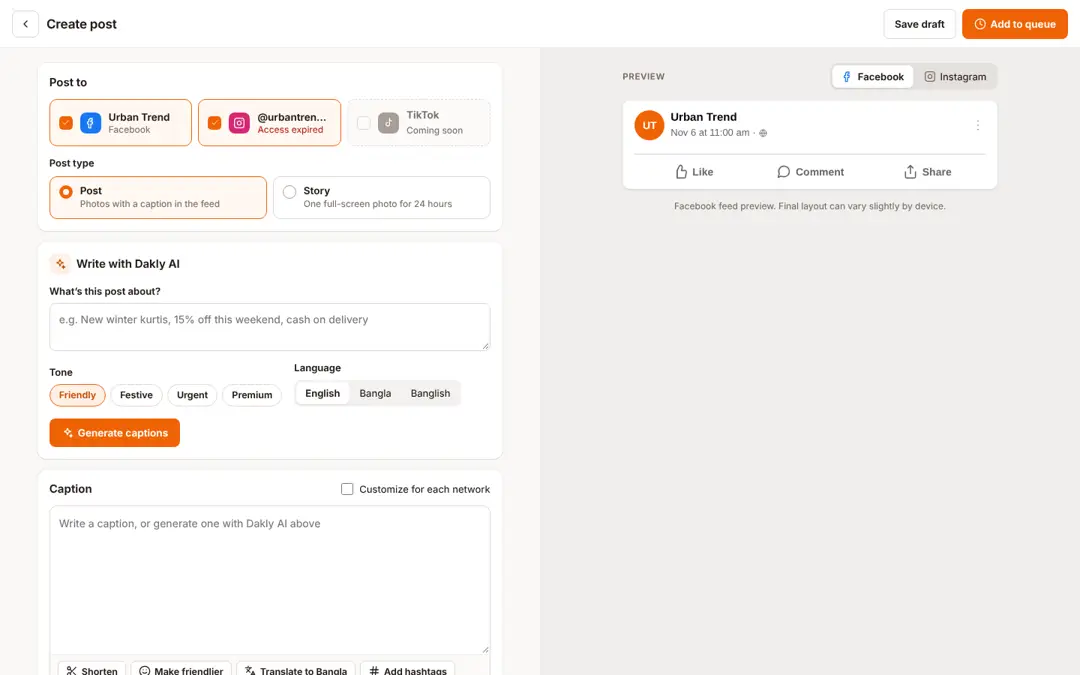 Create post
Save draft
Add to queue
Post to
Urban Trend
Facebook
@urbantren...
Access expired
TikTok
Coming soon
Post type
Post
Photos with a caption in the feed
Story
One full-screen photo for 24 hours
Write with Dakly AI
What's this post about?
e.g. New winter kurtis, 15% off this weekend, cash on delivery
Tone
Friendly
Festive
Urgent
Premium
Language
English
Bangla
Banglish
Generate captions
Caption
Customize for each network
Write a caption, or generate one with Dakly AI above
Shorten
Make friendlier
Translate to Bangla
Add hashtags
PREVIEW
Facebook
Instagram
UT
Urban Trend
Nov 6 at 11:00 am ·
Like
Comment
Share
Facebook feed preview. Final layout can vary slightly by device.